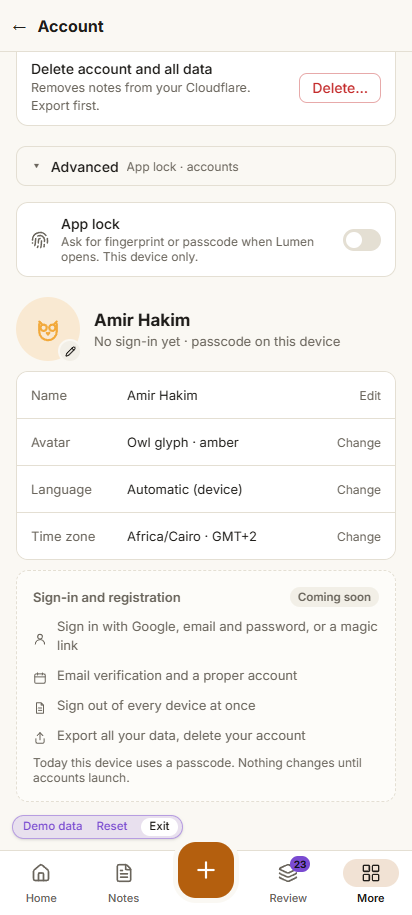 ← Account
Delete account and all data
Removes notes from your Cloudflare.
Export first.
Delete...
Advanced App lock · accounts
App lock
Ask for fingerprint or passcode when Lumen
opens. This device only.
Amir Hakim
No sign-in yet · passcode on this device
Name Amir Hakim Edit
Avatar Owl glyph · amber Change
Language Automatic (device) Change
Time zone Africa/Cairo · GMT+2 Change
Sign-in and registration Coming soon
Sign in with Google, email and password, or a magic
link
Email verification and a proper account
Sign out of every device at once
Export all your data, delete your account
Today this device uses a passcode. Nothing changes until
accounts launch.
Demo data Reset Exit
23
Home Notes Review More